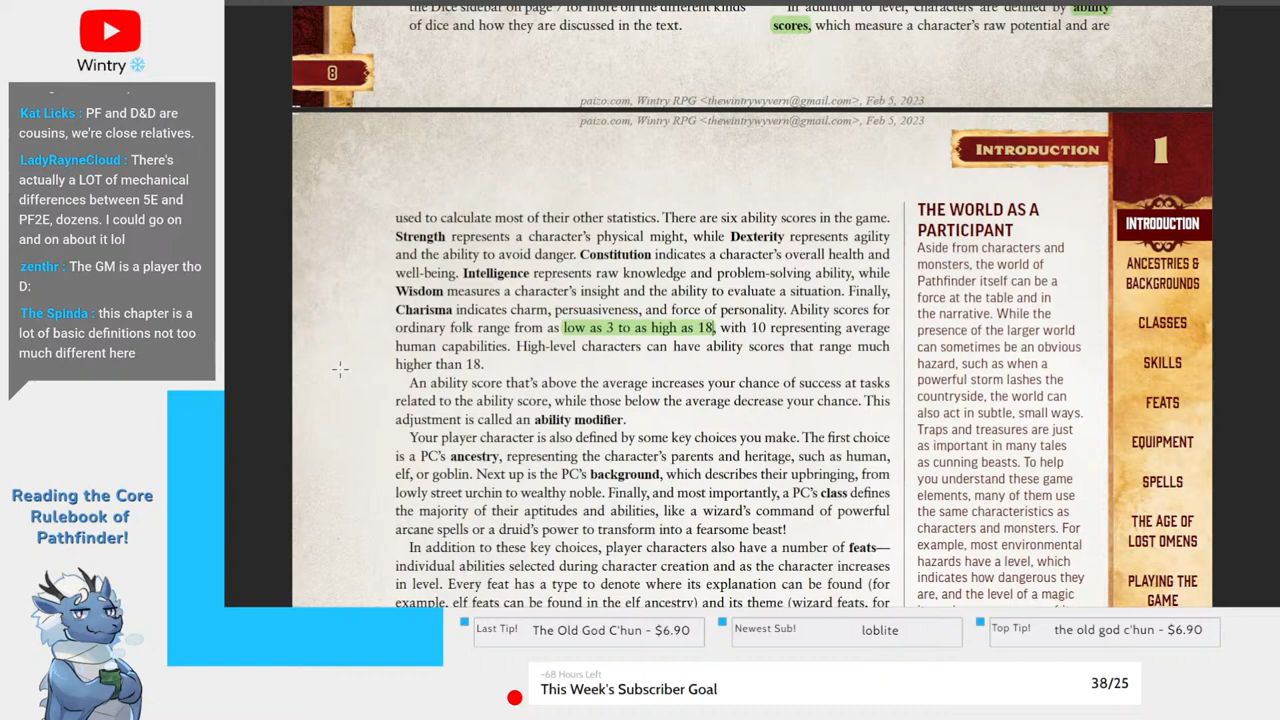 Wintry ❄️
Kat Licks : PF and D&D are
cousins, we're close relatives.
LadyRayneCloud : There's
actually a LOT of mechanical
differences between 5E and
PF2E, dozens. I could go on
and on about it lol
zenthr : The GM is a player tho
D:
The Spinda : this chapter is a
lot of basic definitions not too
much different here
Reading the Core
Rulebook of
Pathfinder!
the Dice sidebar on page 7 for more on the different kinds
of dice and how they are discussed in the text.
In addition to level, characters are defined by ability
scores, which measure a character's raw potential and are
8
paizo.com, Wintry RPG <thewintrywyvern@gmail.com>, Feb 5, 2023
paizo.com, Wintry RPG <thewintrywyvern@gmail.com>, Feb 5, 2023
INTRODUCTION
1
used to calculate most of their other statistics. There are six ability scores in the game.
Strength represents a character's physical might, while Dexterity represents agility
and the ability to avoid danger. Constitution indicates a character's overall health and
well-being. Intelligence represents raw knowledge and problem-solving ability, while
Wisdom measures a character's insight and the ability to evaluate a situation. Finally,
Charisma indicates charm, persuasiveness, and force of personality. Ability scores for
ordinary folk range from as low as 3 to as high as 18, with 10 representing average
human capabilities. High-level characters can have ability scores that range much
higher than 18.
An ability score that's above the average increases your chance of success at tasks
related to the ability score, while those below the average decrease your chance. This
adjustment is called an ability modifier.
Your player character is also defined by some key choices you make. The first choice
is a PC's ancestry, representing the character's parents and heritage, such as human,
elf, or goblin. Next up is the PC's background, which describes their upbringing, from
lowly street urchin to wealthy noble. Finally, and most importantly, a PC's class defines
the majority of their aptitudes and abilities, like a wizard's command of powerful
arcane spells or a druid's power to transform into a fearsome beast!
In addition to these key choices, player characters also have a number of feats—
individual abilities selected during character creation and as the character increases
in level. Every feat has a type to denote where its explanation can be found (for
example, elf feats can be found in the elf ancestry) and its theme (wizard feats, for
THE WORLD AS A
PARTICIPANT
Aside from characters and
monsters, the world of
Pathfinder itself can be a
force at the table and in
the narrative. While the
presence of the larger world
can sometimes be an obvious
hazard, such as when a
powerful storm lashes the
countryside, the world can
also act in subtle, small ways.
Traps and treasures are just
as important in many tales
as cunning beasts. To help
you understand these game
elements, many of them use
the same characteristics as
characters and monsters. For
example, most environmental
hazards have a level, which
indicates how dangerous they
are, and the level of a magic
INTRODUCTION
ANCESTRIES &
BACKGROUNDS
CLASSES
SKILLS
FEATS
EQUIPMENT
SPELLS
THE AGE OF
LOST OMENS
PLAYING THE
GAME
Last Tip! The Old God C'hun - $6.90
Newest Sub! loblite
Top Tip! the old god c'hun - $6.90
-68 Hours Left
This Week's Subscriber Goal
38/25